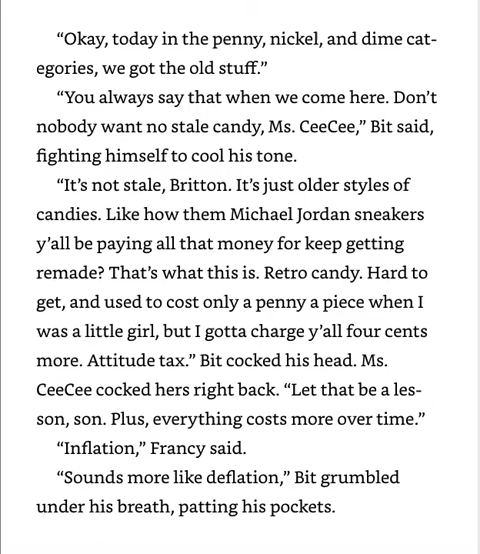 “Okay, today in the penny, nickel, and dime cat-
egories, we got the old stuff.”
“You always say that when we come here. Don’t
nobody want no stale candy, Ms. CeeCee,” Bit said,
fighting himself to cool his tone.
“It’s not stale, Britton. It’s just older styles of
candies. Like how them Michael Jordan sneakers
y’all be paying all that money for keep getting
remade? That’s what this is. Retro candy. Hard to
get, and used to cost only a penny a piece when I
was a little girl, but I gotta charge y’all four cents
more. Attitude tax.” Bit cocked his head. Ms.
CeeCee cocked hers right back. “Let that be a les-
son, son. Plus, everything costs more over time.”
“Inflation,” Francy said.
“Sounds more like deflation,” Bit grumbled
under his breath, patting his pockets.